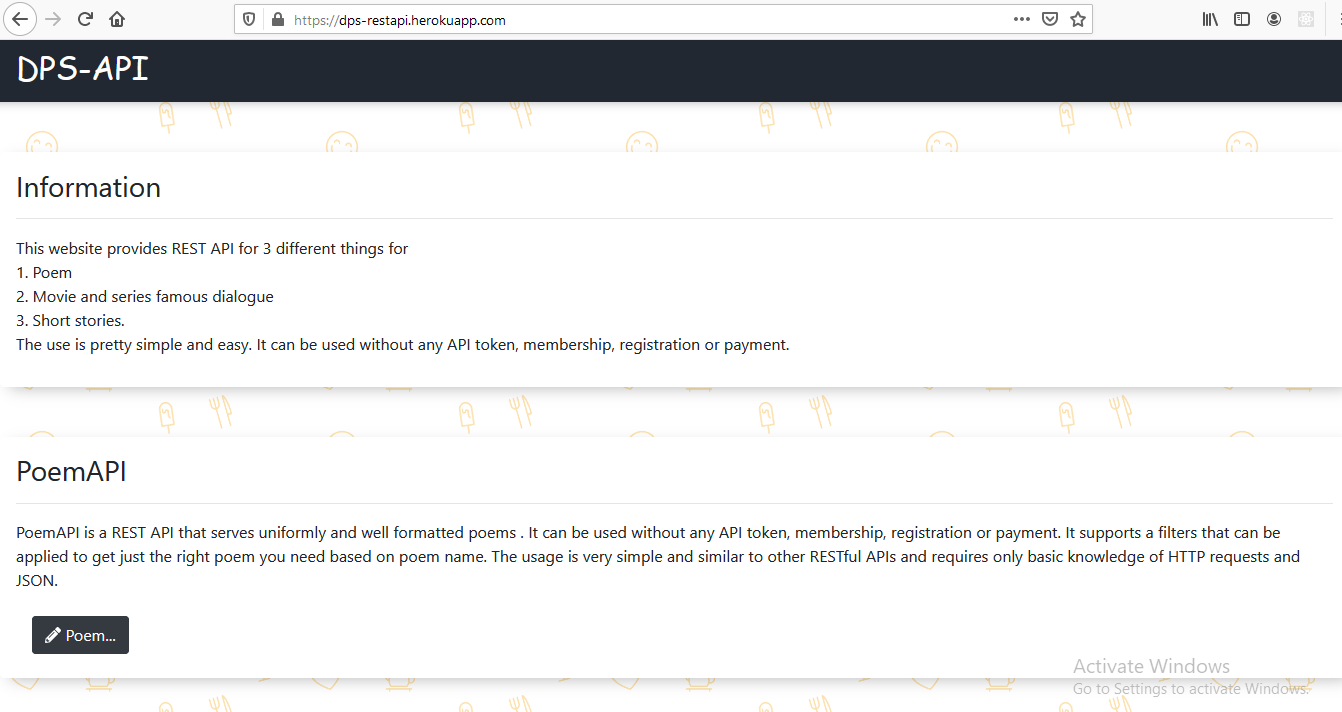 https://dps-restapi.herokuapp.com
DPS-API
Information
This website provides REST API for 3 different things for
1. Poem
2. Movie and series famous dialogue
3. Short stories.
The use is pretty simple and easy. It can be used without any API token, membership, registration or payment.
PoemAPI
PoemAPI is a REST API that serves uniformly and well formatted poems . It can be used without any API token, membership, registration or payment. It supports a filters that can be
applied to get just the right poem you need based on poem name. The usage is very simple and similar to other RESTful APIs and requires only basic knowledge of HTTP requests and
JSON.
Poem...
Activate Windows
Go to Settings to activate Windows.